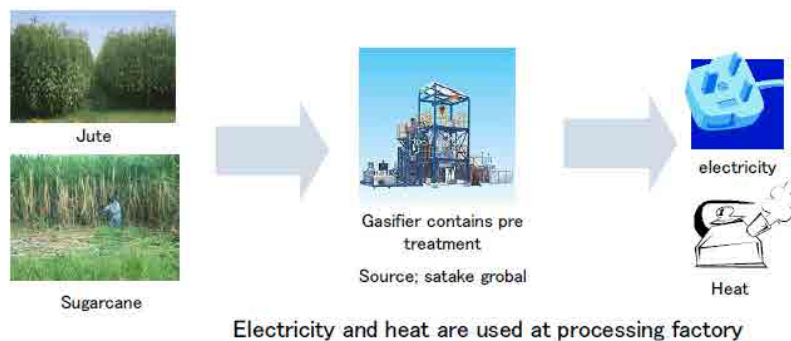 Jute
Sugarcane
Gasifier contains pre
treatment
Source; satake grobal
electricity
Heat
Electricity and heat are used at processing factory